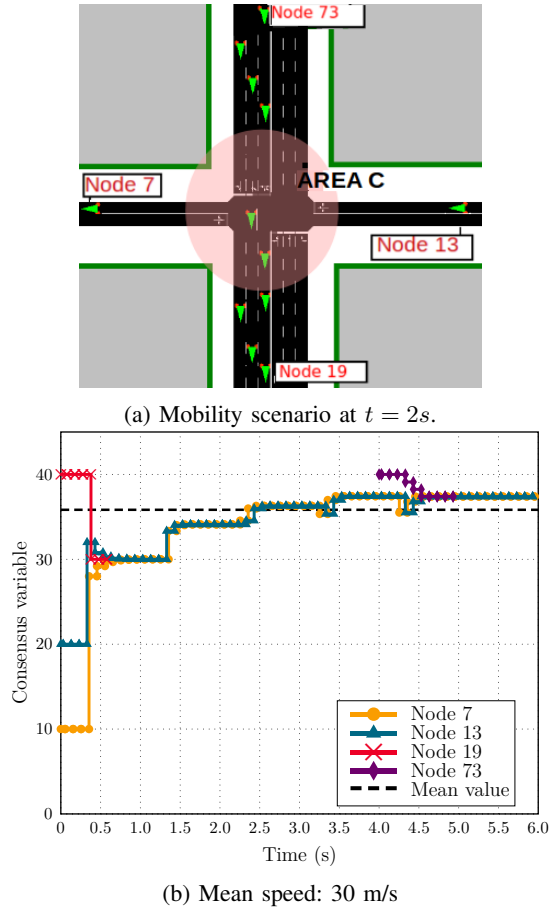 Node 73
AREA C
Node 7
Node 13
Node 19
(a) Mobility scenario at t = 2s.
40
30
20
10
0
Consensus variable
0 0.5 1.0 1.5 2.0 2.5 3.0 3.5 4.0 4.5 5.0 5.5 6.0
Time (s)
Node 7
Node 13
Node 19
Node 73
Mean value
(b) Mean speed: 30 m/s